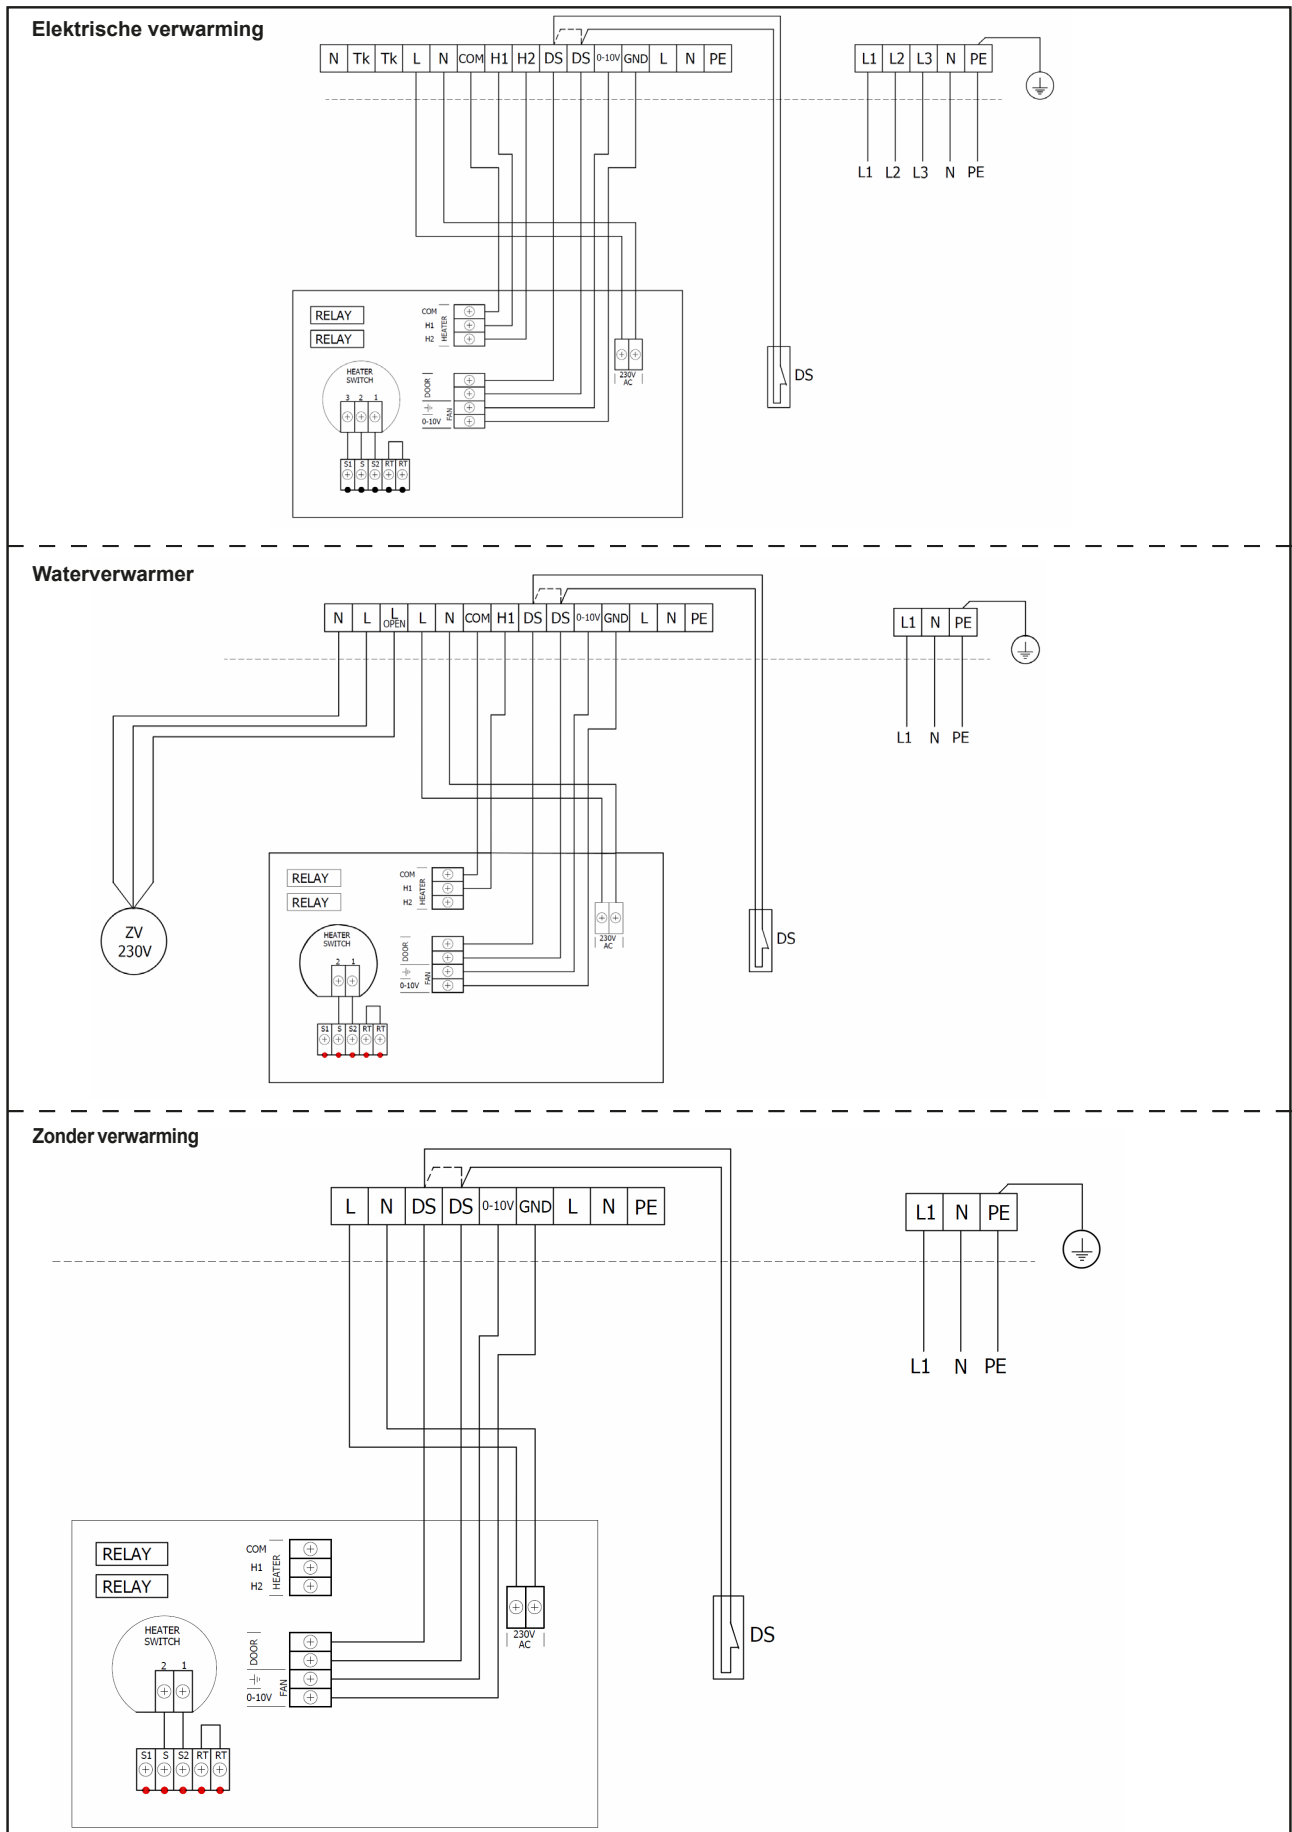 Elektrische verwarming
N Tk Tk L N COM H1 H2 DS DS 0-10V GND L N PE
L1 L2 L3 N PE
L1 L2 L3 N PE
RELAY
RELAY
COM
H1
H2
HEATER
230V
AC
HEATER
SWITCH
3 2 1
DOOR
FAN
0-10V
S1 S S2 RT RT
DS
Waterverwarmer
N L L OPEN L N COM H1 DS DS 0-10V GND L N PE
L1 N PE
L1 N PE
RELAY
RELAY
COM
H1
H2
HEATER
230V
AC
HEATER
SWITCH
2 1
DOOR
FAN
0-10V
S1 S S2 RT RT
ZV
230V
DS
Zonder verwarming
L N DS DS 0-10V GND L N PE
L1 N PE
L1 N PE
RELAY
RELAY
COM
H1
H2
HEATER
230V
AC
HEATER
SWITCH
2 1
DOOR
FAN
0-10V
S1 S S2 RT RT
DS